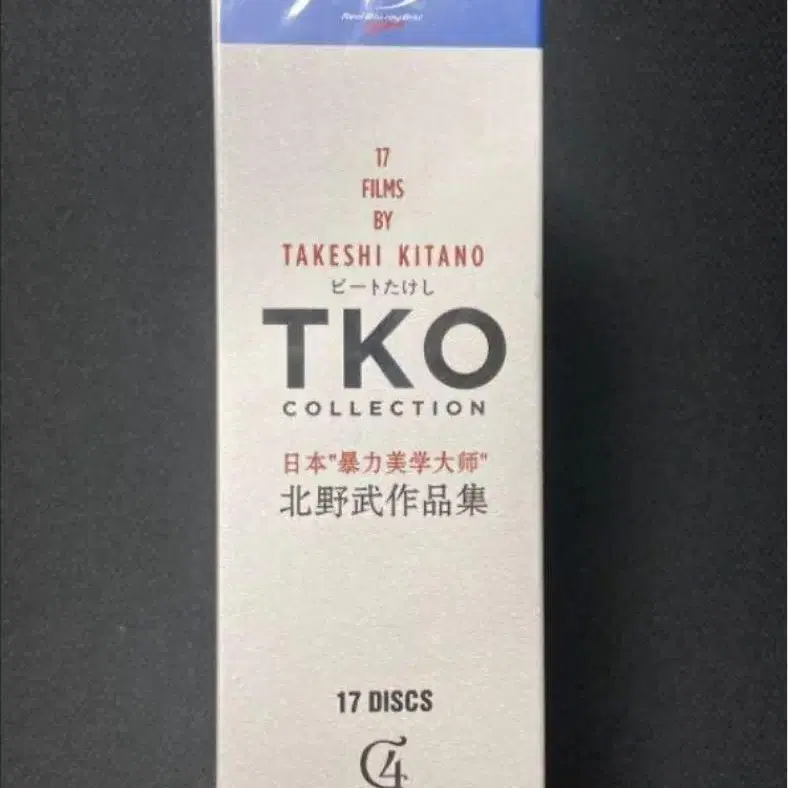 17
FILMS
BY
TAKESHI KITANO
ビートたけし
TKO
COLLECTION
日本"暴力美学大师"
北野武作品集
17 DISCS